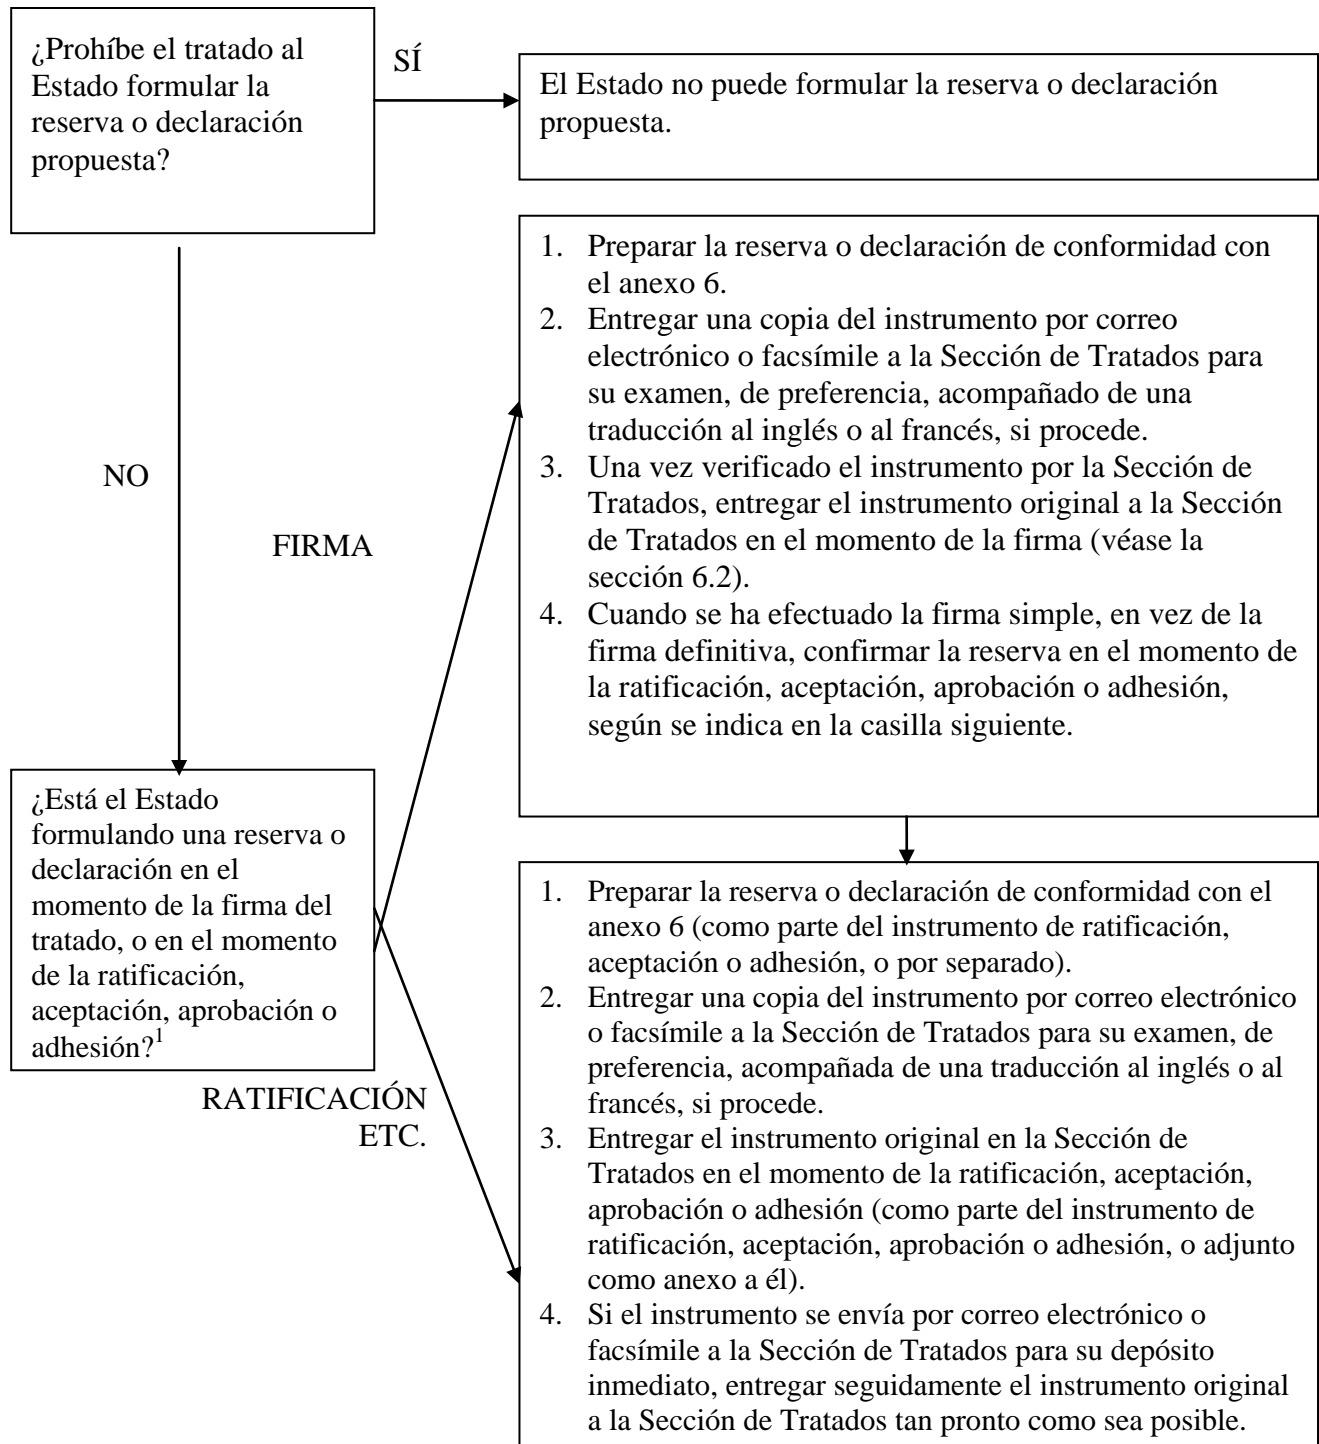 ¿Prohíbe el tratado al
Estado formular la
reserva o declaración
propuesta?
SÍ
El Estado no puede formular la reserva o declaración
propuesta.
NO
FIRMA
1. Preparar la reserva o declaración de conformidad con
el anexo 6.
2. Entregar una copia del instrumento por correo
electrónico o facsímile a la Sección de Tratados para
su examen, de preferencia, acompañado de una
traducción al inglés o al francés, si procede.
3. Una vez verificado el instrumento por la Sección de
Tratados, entregar el instrumento original a la Sección
de Tratados en el momento de la firma (véase la
sección 6.2).
4. Cuando se ha efectuado la firma simple, en vez de la
firma definitiva, confirmar la reserva en el momento de
la ratificación, aceptación, aprobación o adhesión,
según se indica en la casilla siguiente.
¿Está el Estado
formulando una reserva o
declaración en el
momento de la firma del
tratado, o en el momento
de la ratificación,
aceptación, aprobación o
adhesión?1
RATIFICACIÓN
ETC.
1. Preparar la reserva o declaración de conformidad con el
anexo 6 (como parte del instrumento de ratificación,
aceptación o adhesión, o por separado).
2. Entregar una copia del instrumento por correo electrónico
o facsímile a la Sección de Tratados para su examen, de
preferencia, acompañada de una traducción al inglés o al
francés, si procede.
3. Entregar el instrumento original en la Sección de
Tratados en el momento de la ratificación, aceptación,
aprobación o adhesión (como parte del instrumento de
ratificación, aceptación, aprobación o adhesión, o adjunto
como anexo a él).
4. Si el instrumento se envía por correo electrónico o
facsímile a la Sección de Tratados para su depósito
inmediato, entregar seguidamente el instrumento original
a la Sección de Tratados tan pronto como sea posible.